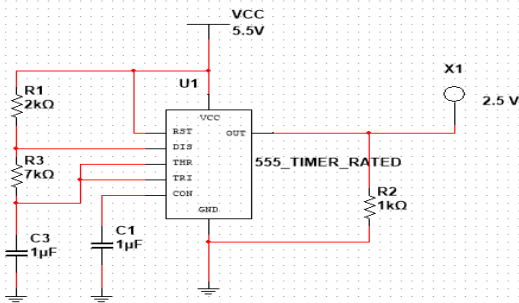 VCC
5.5V
X1
2.5 V
U1
R1
2kΩ
VCC
RST
OUT
DIS
555_TIMER_RATED
R3
7kΩ
THR
TRI
CON
R2
1kΩ
GND
C3
1µF
C1
1µF